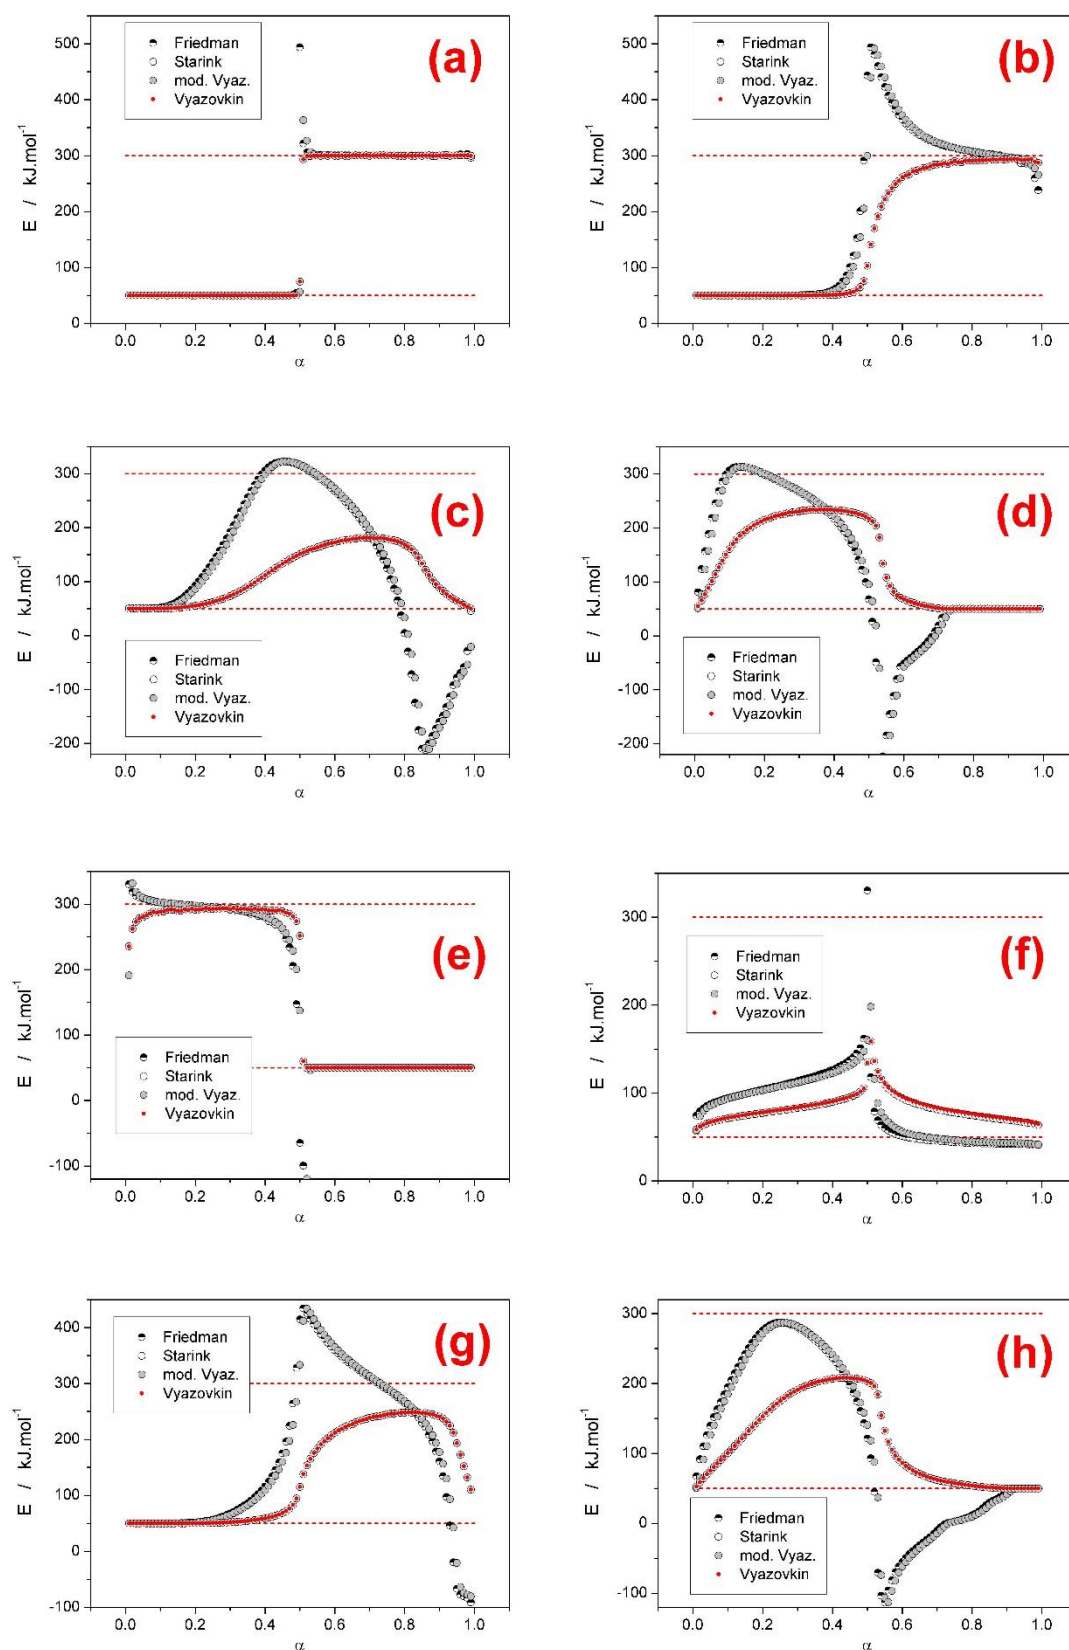 (a)
Friedman
Starink
mod. Vyaz.
Vyazovkin
500
400
300
200
100
0
E / kJ.mol⁻¹
0.0 0.2 0.4 0.6 0.8 1.0
α
(b)
Friedman
Starink
mod. Vyaz.
Vyazovkin
500
400
300
200
100
0
E / kJ.mol⁻¹
0.0 0.2 0.4 0.6 0.8 1.0
α
(c)
300
200
100
0
-100
-200
E / kJ.mol⁻¹
Friedman
Starink
mod. Vyaz.
Vyazovkin
0.0 0.2 0.4 0.6 0.8 1.0
α
(d)
300
200
100
0
-100
-200
E / kJ.mol⁻¹
Friedman
Starink
mod. Vyaz.
Vyazovkin
0.0 0.2 0.4 0.6 0.8 1.0
α
(e)
300
200
100
0
-100
E / kJ.mol⁻¹
Friedman
Starink
mod. Vyaz.
Vyazovkin
0.0 0.2 0.4 0.6 0.8 1.0
α
(f)
300
200
100
0
E / kJ.mol⁻¹
Friedman
Starink
mod. Vyaz.
Vyazovkin
0.0 0.2 0.4 0.6 0.8 1.0
α
(g)
Friedman
Starink
mod. Vyaz.
Vyazovkin
400
300
200
100
0
-100
E / kJ.mol⁻¹
0.0 0.2 0.4 0.6 0.8 1.0
α
(h)
300
200
100
0
-100
E / kJ.mol⁻¹
Friedman
Starink
mod. Vyaz.
Vyazovkin
0.0 0.2 0.4 0.6 0.8 1.0
α